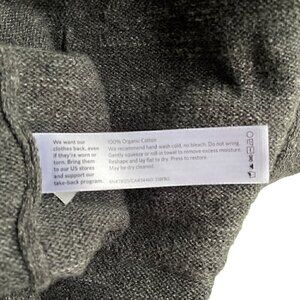 We want our
clothes back, even
if they're worn or
torn. Bring them
to our US stores
and support our
take-back program.
100% Organic Cotton
We recommend hand wash cold, no bleach. Do not wring.
Gently squeeze or roll in towel to remove excess moisture.
Reshape and lay flat to dry. Press to restore.
May be dry cleaned.